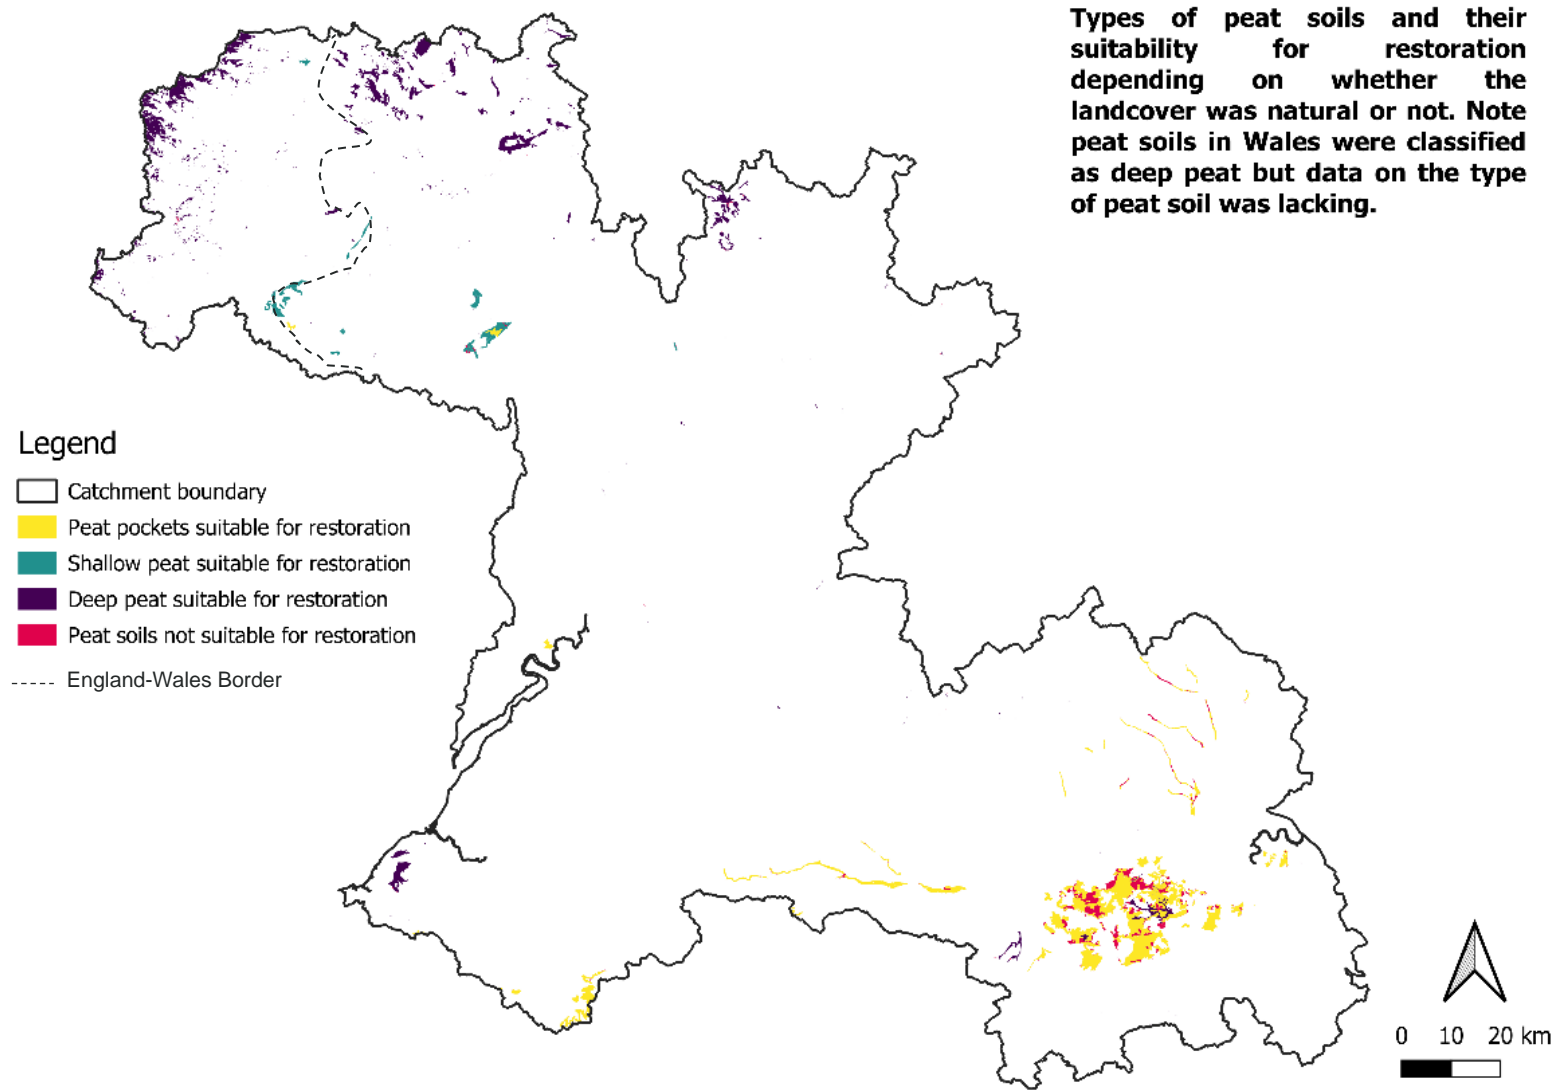 Types of peat soils and their
suitability for restoration
depending on whether the
landcover was natural or not. Note
peat soils in Wales were classified
as deep peat but data on the type
of peat soil was lacking.
Legend
Catchment boundary
Peat pockets suitable for restoration
Shallow peat suitable for restoration
Deep peat suitable for restoration
Peat soils not suitable for restoration
England-Wales Border
0 10 20 km